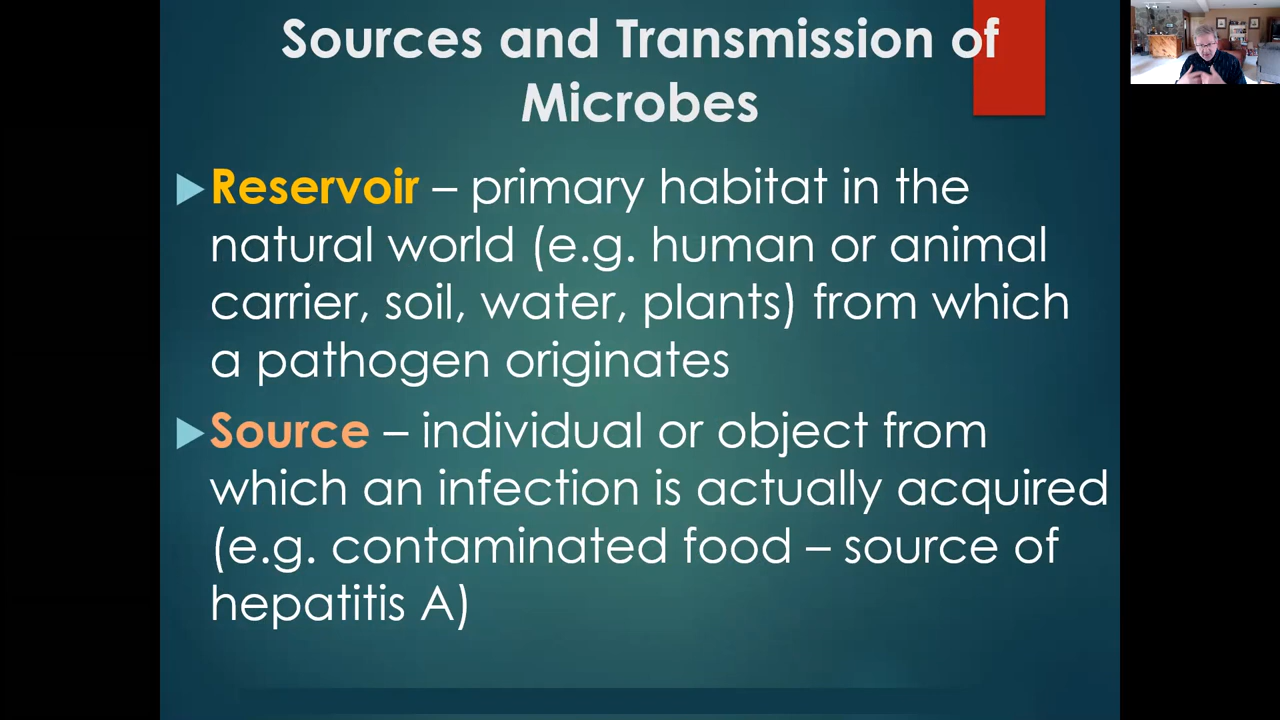 Sources and Transmission of
Microbes
Reservoir – primary habitat in the
natural world (e.g. human or animal
carrier, soil, water, plants) from which
a pathogen originates
Source – individual or object from
which an infection is actually acquired
(e.g. contaminated food – source of
hepatitis A)